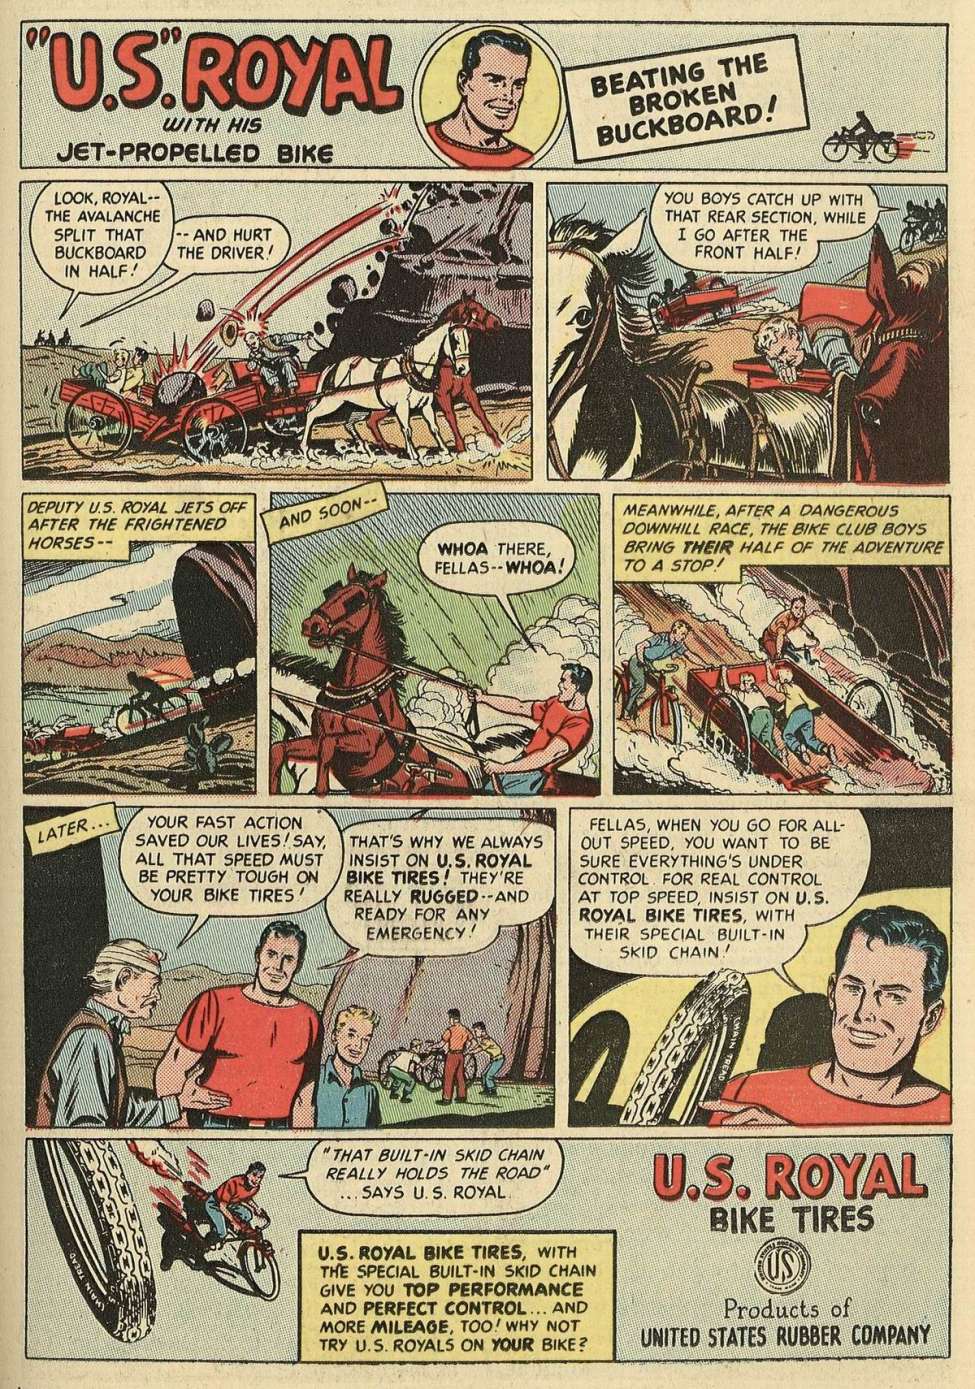 "U.S." ROYAL
WITH HIS
JET-PROPELLED BIKE
BEATING THE
BROKEN
BUCKBOARD!
LOOK, ROYAL--
THE AVALANCHE
SPLIT THAT
BUCKBOARD
IN HALF!
-- AND HURT
THE DRIVER!
YOU BOYS CATCH UP WITH
THAT REAR SECTION, WHILE
I GO AFTER THE
FRONT HALF!
DEPUTY U.S. ROYAL JETS OFF
AFTER THE FRIGHTENED
HORSES--
AND SOON--
WHOA THERE,
FELLAS--WHOA!
MEANWHILE, AFTER A DANGEROUS
DOWNHILL RACE, THE BIKE CLUB BOYS
BRING THEIR HALF OF THE ADVENTURE
TO A STOP!
LATER...
YOUR FAST ACTION
SAVED OUR LIVES! SAY,
ALL THAT SPEED MUST
BE PRETTY TOUGH ON
YOUR BIKE TIRES!
THAT'S WHY WE ALWAYS
INSIST ON U.S. ROYAL
BIKE TIRES! THEY'RE
REALLY RUGGED--AND
READY FOR ANY
EMERGENCY!
FELLAS, WHEN YOU GO FOR ALL-
OUT SPEED, YOU WANT TO BE
SURE EVERYTHING'S UNDER
CONTROL. FOR REAL CONTROL
AT TOP SPEED, INSIST ON U.S.
ROYAL BIKE TIRES, WITH
THEIR SPECIAL BUILT-IN
SKID CHAIN!
CHAIN TREAD
"THAT BUILT-IN SKID CHAIN
REALLY HOLDS THE ROAD"
...SAYS U.S. ROYAL.
CHAIN TREAD
U.S. ROYAL BIKE TIRES, WITH
THE SPECIAL BUILT-IN SKID CHAIN
GIVE YOU TOP PERFORMANCE
AND PERFECT CONTROL... AND
MORE MILEAGE, TOO! WHY NOT
TRY U.S. ROYALS ON YOUR BIKE?
U.S. ROYAL
BIKE TIRES
US
Products of
UNITED STATES RUBBER COMPANY